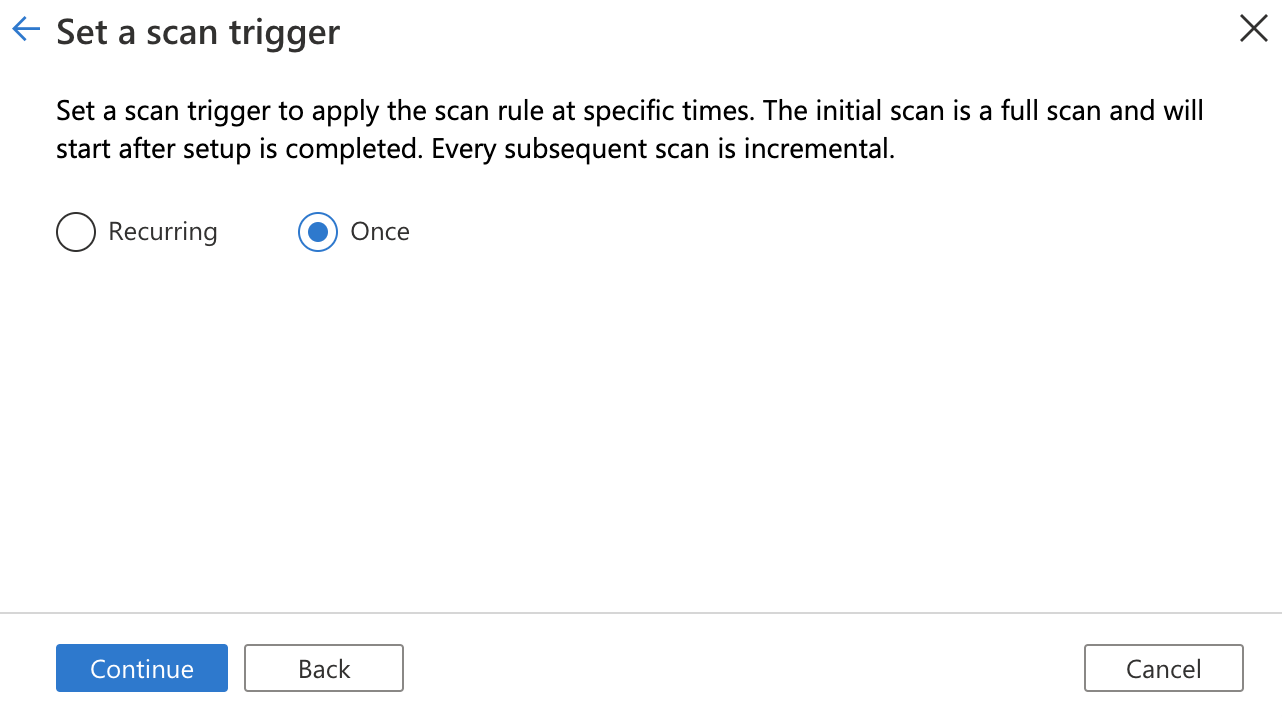 Set a scan trigger
Set a scan trigger to apply the scan rule at specific times. The initial scan is a full scan and will
start after setup is completed. Every subsequent scan is incremental.
Recurring Once
Continue Back Cancel